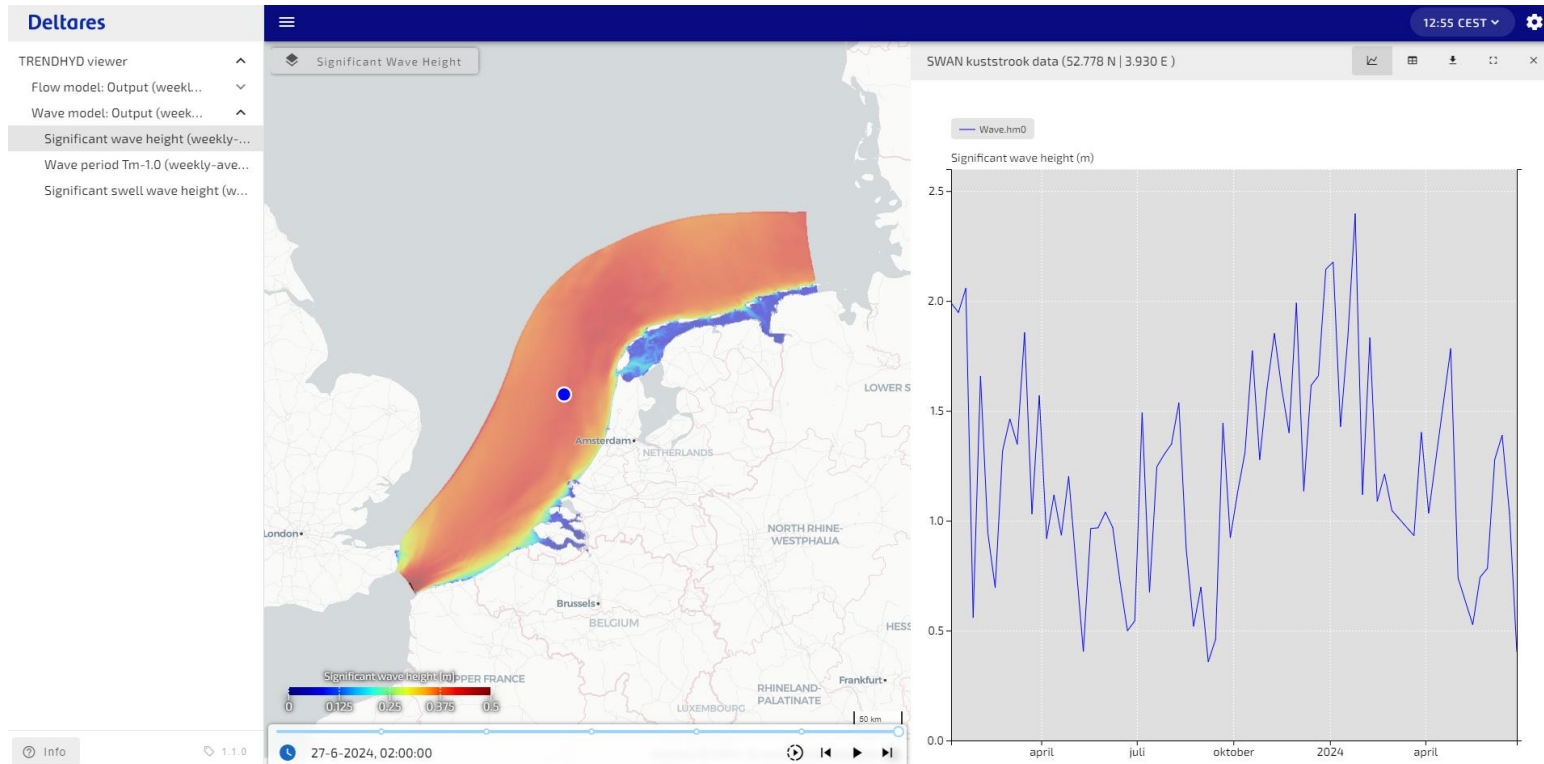 Deltares
12:55 CEST
TRENDHYD viewer
Flow model: Output (weekl...
Wave model: Output (week...
Significant wave height (weekly-...
Wave period Tm-1.0 (weekly-ave...
Significant swell wave height (w...
Info
1.1.0
Significant Wave Height
LOWER S
Amsterdam
NETHERLANDS
London
NORTH RHINE-
WESTPHALIA
Brussels
BELGIUM
HESS
UPPER FRANCE
Frankfurt
RHINELAND-
PALATINATE
LUXEMBOURG
Significant wave height (m)
0
0.125
0.25
0.375
0.5
50 km
27-6-2024, 02:00:00
SWAN kuststrook data (52.778 N | 3.930 E )
Wave.hm0
Significant wave height (m)
2.5
2.0
1.5
1.0
0.5
0.0
april
juli
oktober
2024
april